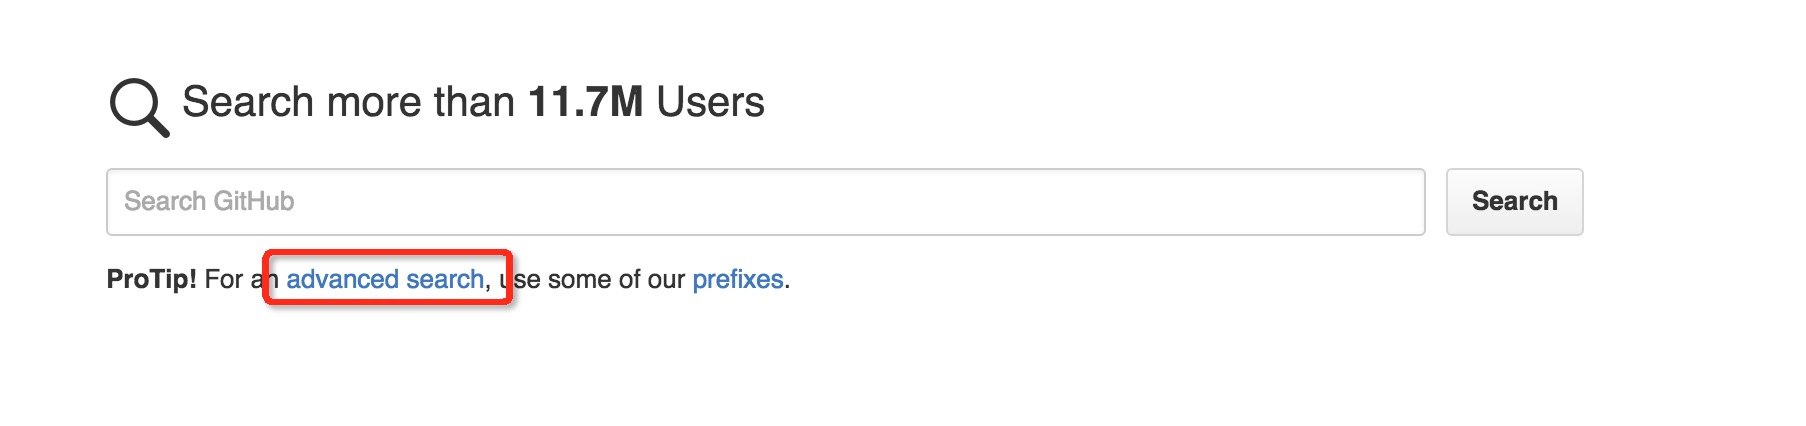 Search more than 11.7M Users
Search GitHub
Search
ProTip! For an advanced search, use some of our prefixes.